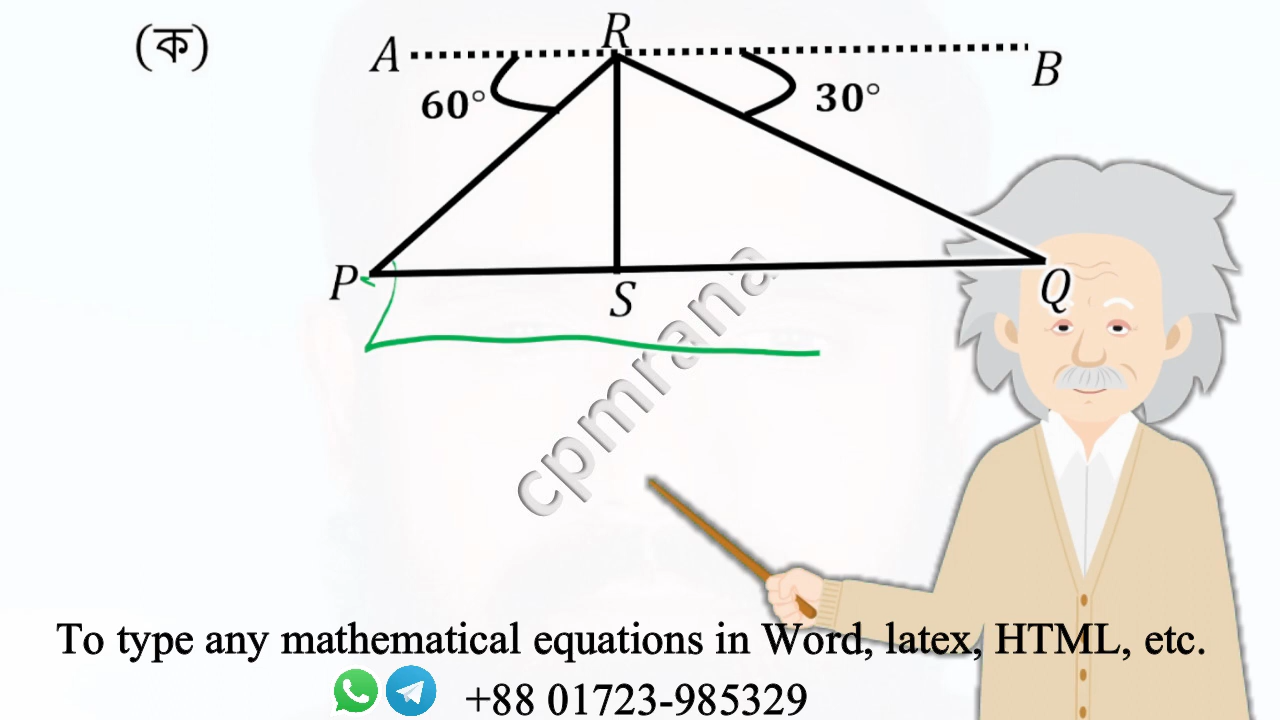 (ক)
A R B
60° 30°
P S Q
cpmrana
To type any mathematical equations in Word, latex, HTML, etc.
+88 01723-985329